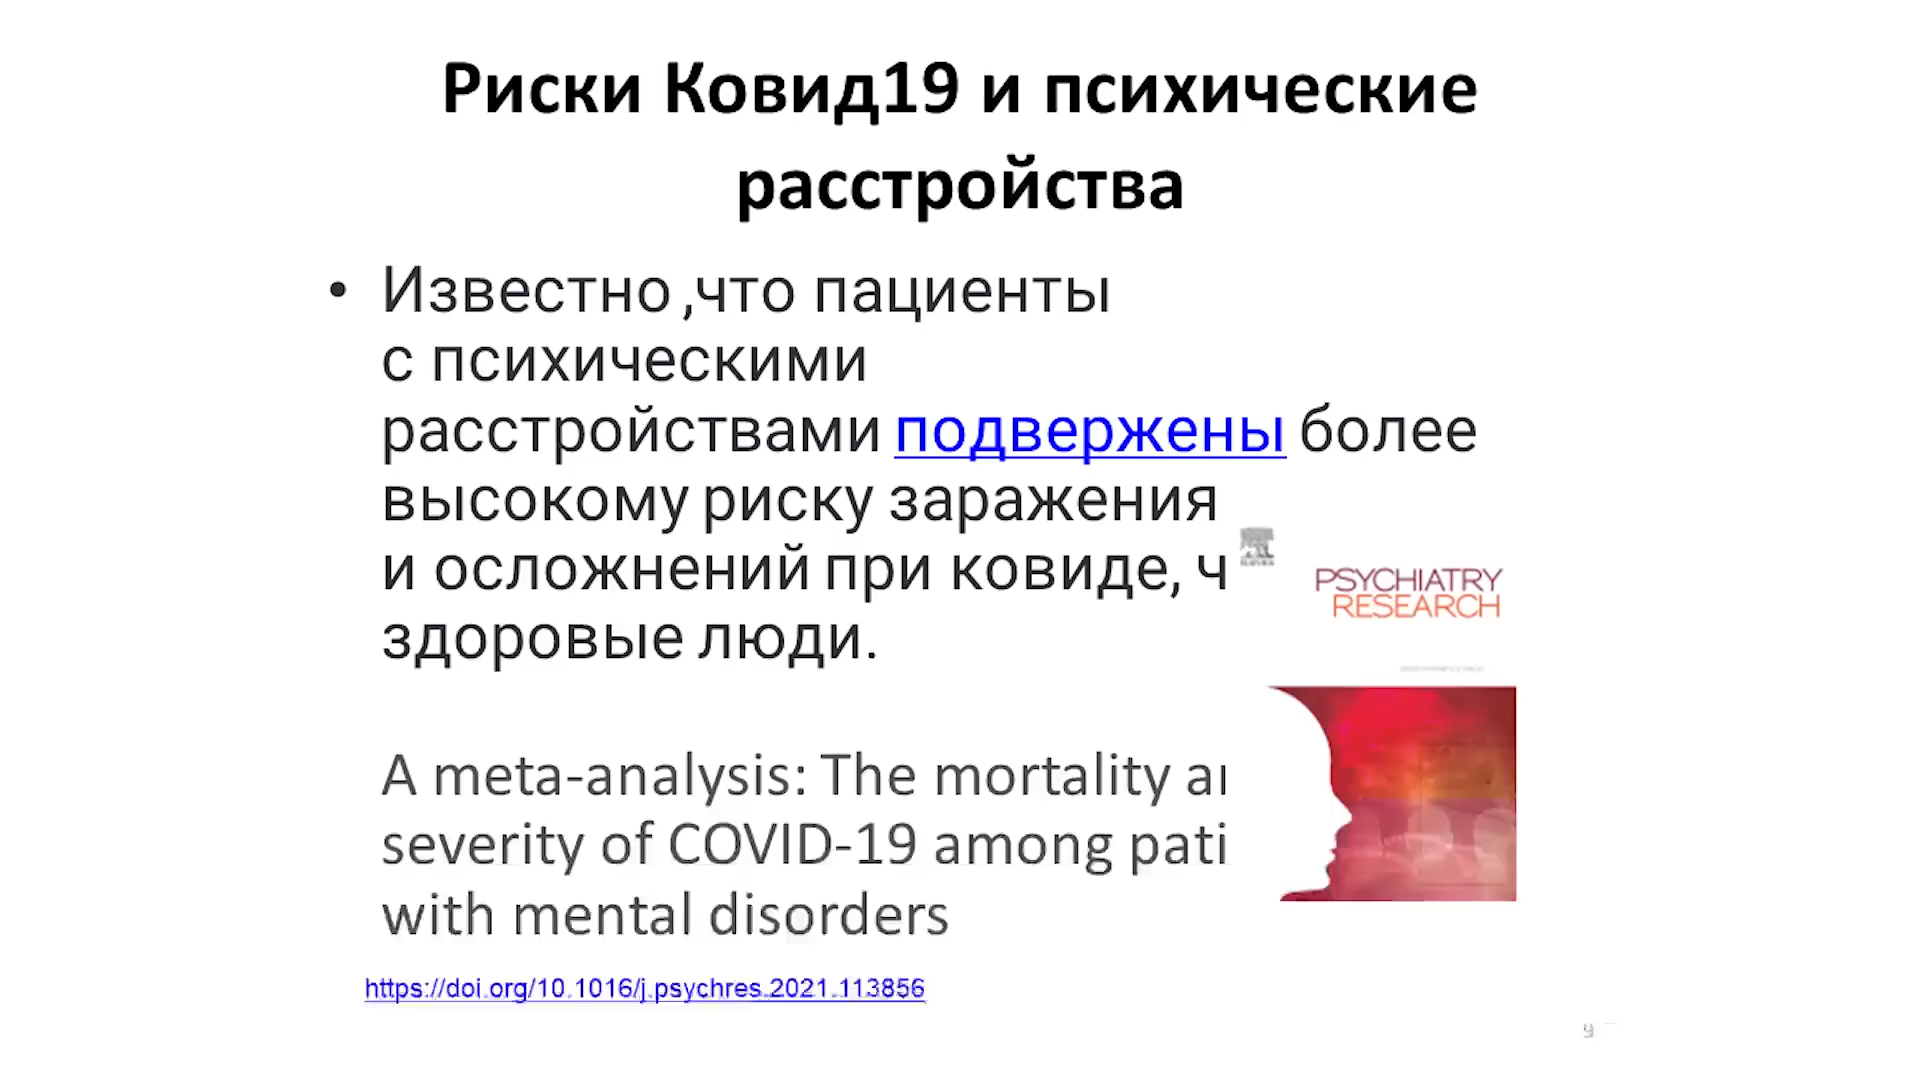 Риски Ковид19 и психические
расстройства
• Известно ,что пациенты
с психическими
расстройствами подвержены более
высокому риску заражения
и осложнений при ковиде, ч
здоровые люди.
PSYCHIATRY
RESEARCH
A meta-analysis: The mortality
severity of COVID-19 among pati
with mental disorders
https://doi.org/10.1016/j.psychres.2021.113856
9